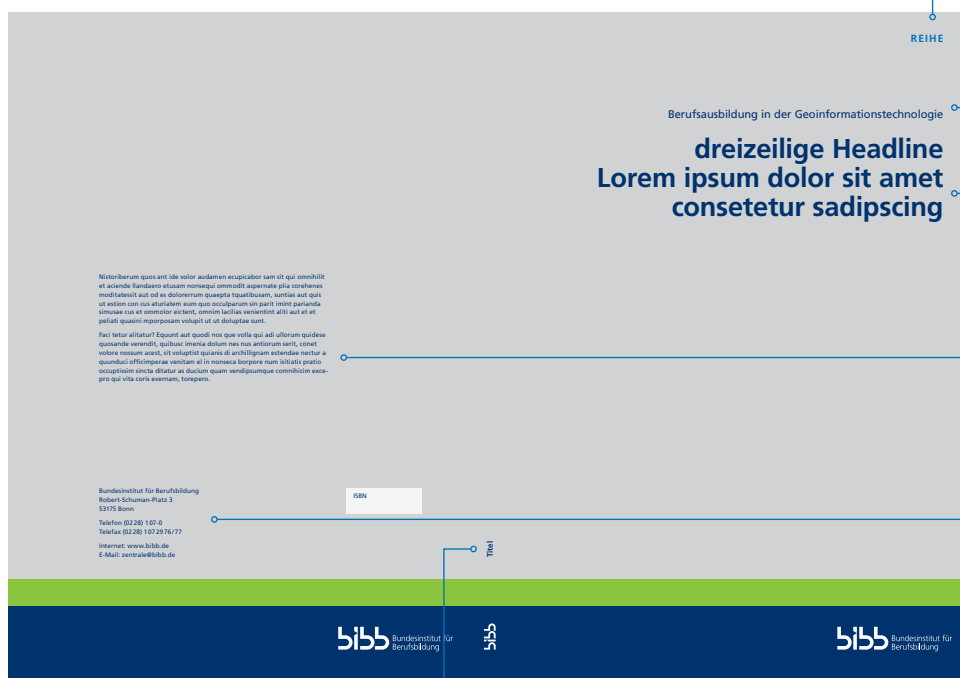 REIHE
Berufsausbildung in der Geoinformationstechnologie
dreizeilige Headline
Lorem ipsum dolor sit amet
consetetur sadipscing
Nistoriberum quos ant ide volor audamen ecupicabor sam sit qui omnihilit
et aciende llandaero etusam nonsequi ommodit aspernate plia corehenes
moditatessit aut od es dolorerrum quaepta tquatibusam, suntias aut quis
ut estion con cus aturiatem eum quo occulparum sin parit imint parianda
simusae cus et ommolor eictent, omnim lacilias venientint aliti aut et et
peliati quasini mporposam volupit ut ut doluptae sunt.
Faci tetur alitatur? Equunt aut quodi nos que volla qui adi ullorum quidese
quosande verendit, quibusc imenia dolum nes nus antiorum serit, conet
volore nossum acest, sit voluptist quianis di archillignam estendae nectur a
quunduci officimperae venitam el in nonseca borpore num isitiatis pratio
occuptissim sincta ditatur as ducium quam vendipsumque comnihicim exce-
pro qui vita coris evernam, torepero.
Bundesinstitut für Berufsbildung
Robert-Schuman-Platz 3
53175 Bonn
Telefon (0228) 107-0
Telefax (0228) 1072976/77
Internet: www.bibb.de
E-Mail: zentrale@bibb.de
ISBN
Titel
bibb Bundesinstitut für
Berufsbildung
bibb
bibb Bundesinstitut für
Berufsbildung